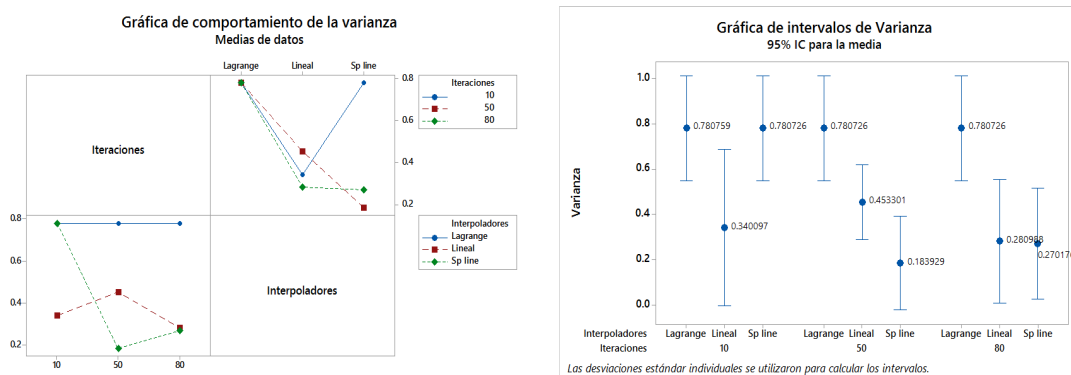 Gráfica de comportamiento de la varianza
Medias de datos
Lagrange Lineal Sp line
Iteraciones
0.8
0.6
0.4
0.2
Iteraciones
10
50
80
0.8
0.6
0.4
0.2
Interpoladores
Interpoladores
Lagrange
Lineal
Sp line
10 50 80
Gráfica de intervalos de Varianza
95% IC para la media
Varianza
1.0
0.8
0.6
0.4
0.2
0.0
0.780759
0.340097
0.780726
0.780726
0.453301
0.183929
0.780726
0.280988
Interpoladores Lagrange Lineal Sp line Lagrange Lineal Sp line Lagrange Lineal Sp line
Iteraciones 10 50 80
Las desviaciones estándar individuales se utilizaron para calcular los intervalos.